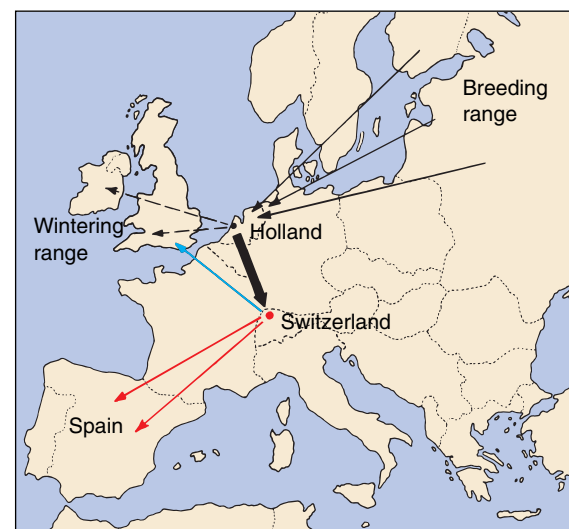 Breeding
range
Wintering
range
Holland
Switzerland
Spain